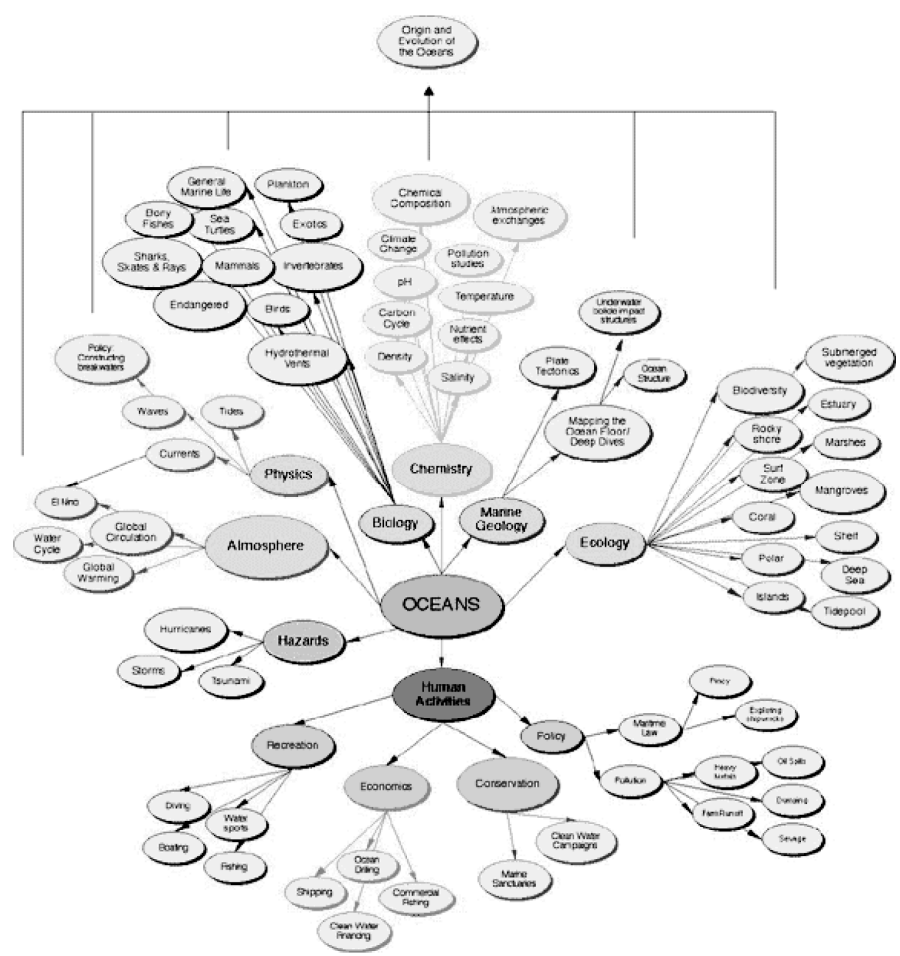 Origin and
Evolution of
the Oceans
General
Marine Life
Plankton
Bony
Fishes
Sea
Turtles
Exotics
Sharks,
Skates & Rays
Mammals
Invertebrates
Endangered
Birds
Hydrothermal
Vents
Chemical
Composition
Atmospheric
exchanges
Climate
Change
Pollution
studies
pH
Temperature
Carbon
Cycle
Nutrient
effects
Density
Salinity
Underwater
bolide impact
structures
Plate
Tectonics
Ocean
Structure
Mapping the
Ocean Floor/
Deep Dives
Policy:
Constructing
breakwaters
Waves
Tides
Currents
Physics
El Nino
Global
Circulation
Water
Cycle
Global
Warming
Atmosphere
Biology
Chemistry
Marine
Geology
Ecology
Biodiversity
Submerged
vegetation
Estuary
Rocky
shore
Marshes
Surf
Zone
Mangroves
Coral
Shelf
Polar
Deep
Sea
Islands
Tidepool
OCEANS
Hazards
Hurricanes
Storms
Tsunami
Human
Activities
Recreation
Diving
Water
sports
Boating
Fishing
Economics
Shipping
Ocean
Drilling
Commercial
Fishing
Clean Water
Financing
Conservation
Clean Water
Campaigns
Marine
Sanctuaries
Policy
Maritime
Law
Piracy
Exploring
shipwrecks
Pollution
Heavy
Metals
Oil Spills
Dumping
Farm Runoff
Sewage